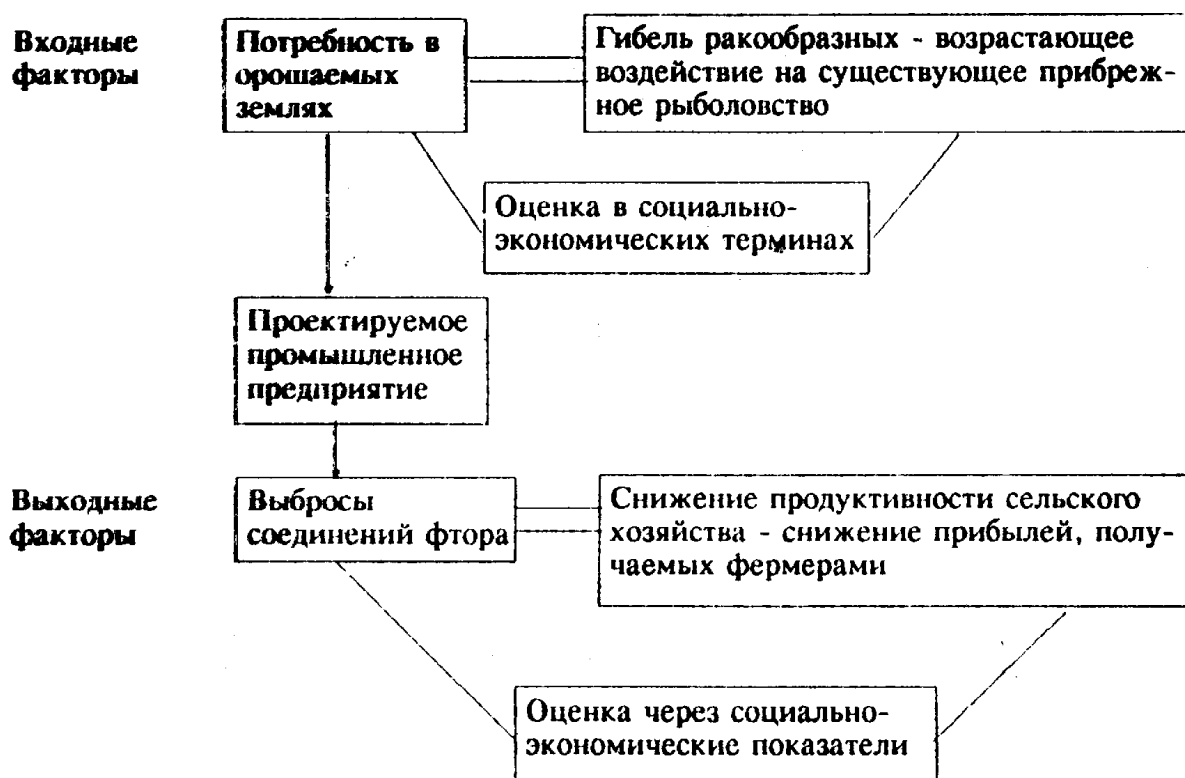 Входные
факторы
Потребность в
орошаемых
землях
Гибель ракообразных - возрастающее
воздействие на существующее прибреж-
ное рыболовство
Оценка в социально-
экономических терминах
Проектируемое
промышленное
предприятие
Выходные
факторы
Выбросы
соединений фтора
Снижение продуктивности сельского
хозяйства - снижение прибылей, полу-
чаемых фермерами
Оценка через социально-
экономические показатели